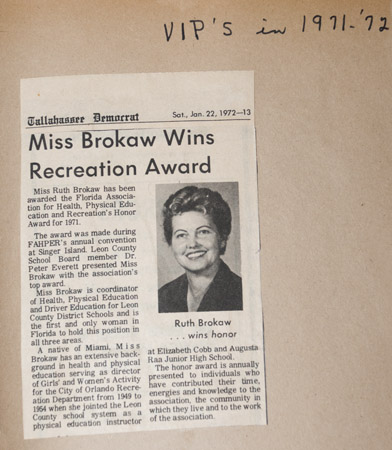 VIP'S in 1971-'72
Tallahassee Democrat Sat., Jan. 22, 1972—13
Miss Brokaw Wins
Recreation Award
Miss Ruth Brokaw has been
awarded the Florida Associa-
tion for Health, Physical Edu-
cation and Recreation's Honor
Award for 1971.
The award was made during
FAHPER's annual convention
at Singer Island. Leon County
School Board member Dr.
Peter Everett presented Miss
Brokaw with the association's
top award.
Miss Brokaw is coordinator
of Health, Physical Education
and Driver Education for Leon
County District Schools and is
the first and only woman in
Florida to hold this position in
all three areas.
A native of Miami, Miss
Brokaw has an extensive back-
ground in health and physical
education serving as director
of Girls' and Women's Activity
for the City of Orlando Recre-
ation Department from 1949 to
1954 when she jointed the Leon
County school system as a
physical education instructor
Ruth Brokaw
. . . wins honor
at Elizabeth Cobb and Augusta
Raa Junior High School.
The honor award is annually
presented to individuals who
have contributed their time,
energies and knowledge to the
association, the community in
which they live and to the work
of the association.